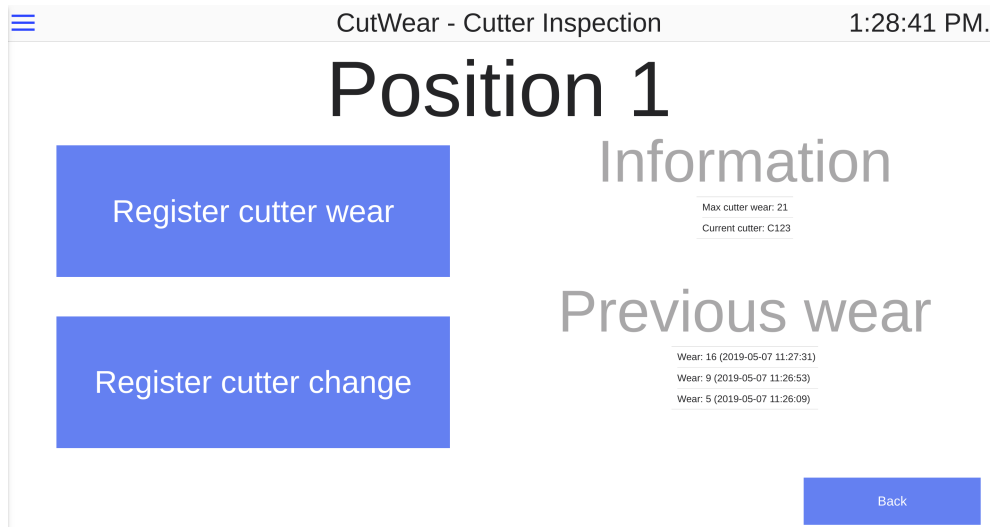 CutWear - Cutter Inspection
1:28:41 PM.
Position 1
Register cutter wear
Register cutter change
Information
Max cutter wear: 21
Current cutter: C123
Previous wear
Wear: 16 (2019-05-07 11:27:31)
Wear: 9 (2019-05-07 11:26:53)
Wear: 5 (2019-05-07 11:26:09)
Back